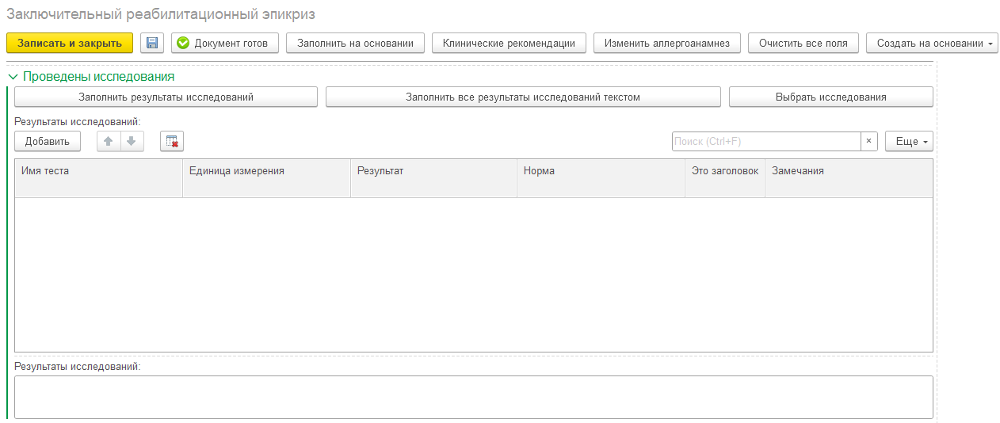 Заключительный реабилитационный эпикриз
Записать и закрыть Документ готов Заполнить на основании Клинические рекомендации Изменить аллергоанамнез Очистить все поля Создать на основании
Проведены исследования
Заполнить результаты исследований Заполнить все результаты исследований текстом Выбрать исследования
Результаты исследований:
Добавить Поиск (Ctrl+F) × Еще
Имя теста Единица измерения Результат Норма Это заголовок Замечания
Результаты исследований: